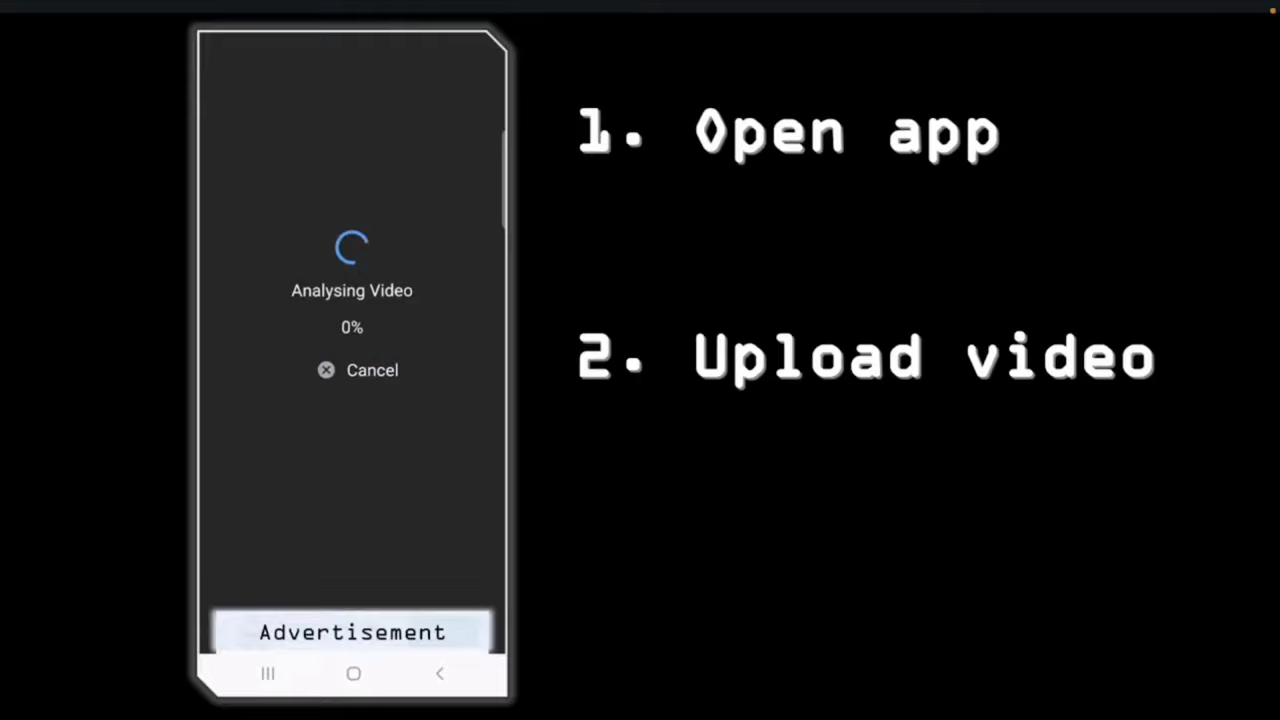 1. Open app
Analysing Video
0%
Cancel
2. Upload video
Advertisement